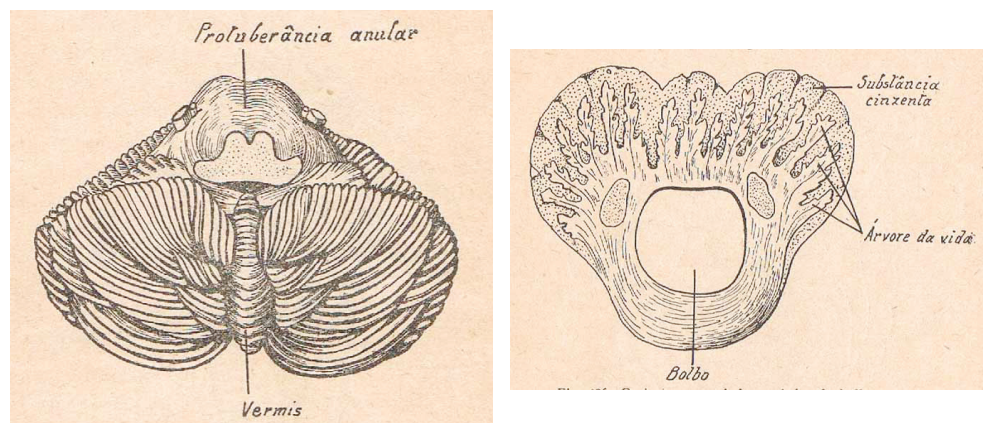 Protuberância anular
Vermis
Substância
cinzenta
Árvore da vida
Bolbo